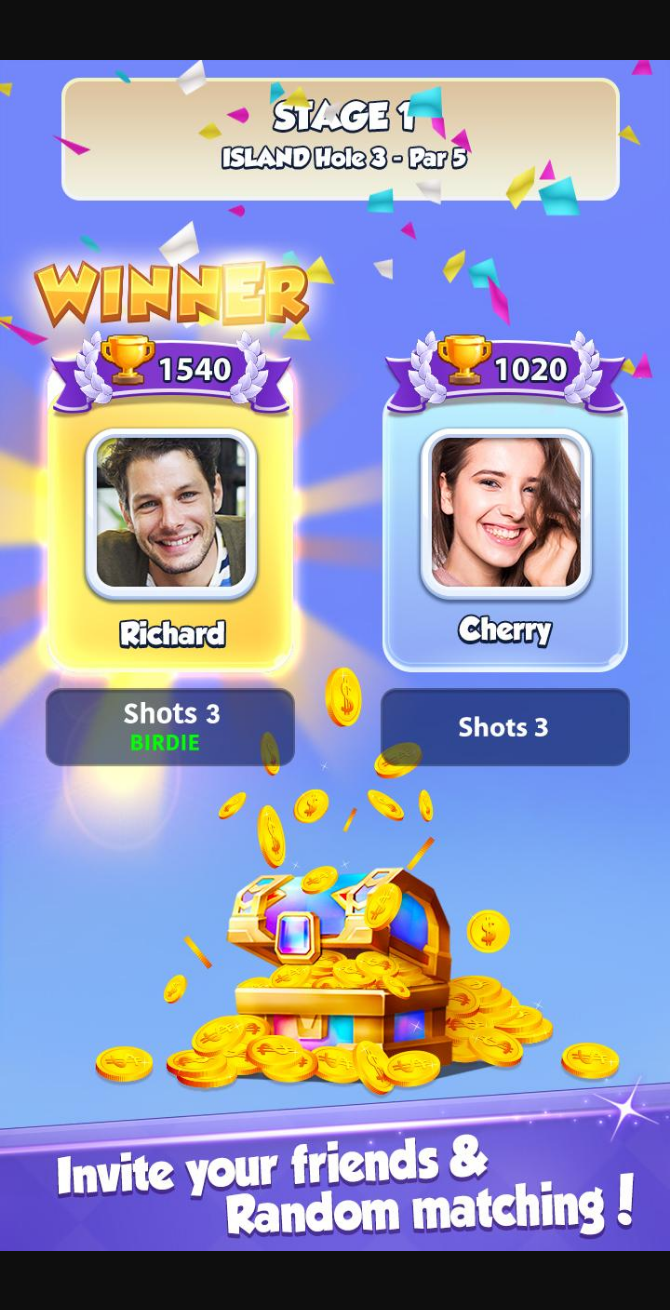 STAGE 1
ISLAND Hole 3 - Par 5
WINNER
1540
1020
Richard
Cherry
Shots 3
BIRDIE
Shots 3
Invite your friends &
Random matching!